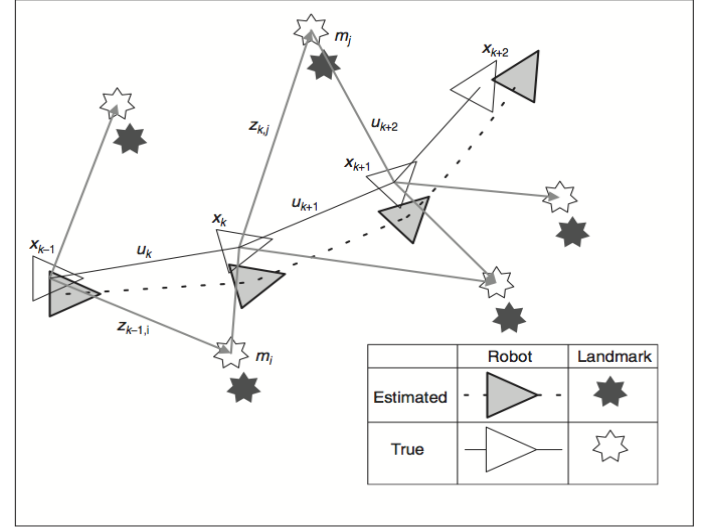 m_j
x_{k+2}
z_{k,j}
u_{k+2}
x_{k+1}
x_k
u_{k+1}
x_{k–1}
u_k
z_{k–1,i}
m_i
Robot Landmark
Estimated
True